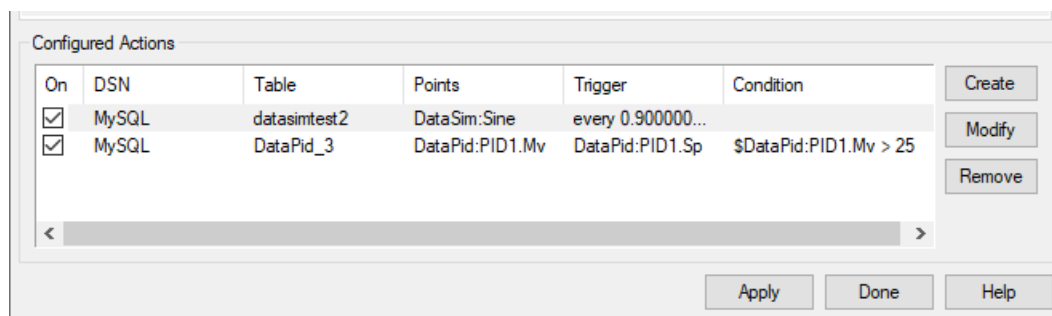 Configured Actions
On DSN Table Points Trigger Condition
MySQL datasimtest2 DataSim:Sine every 0.900000...
MySQL DataPid_3 DataPid:PID1.Mv DataPid:PID1.Sp $DataPid:PID1.Mv > 25
Create
Modify
Remove
Apply Done Help